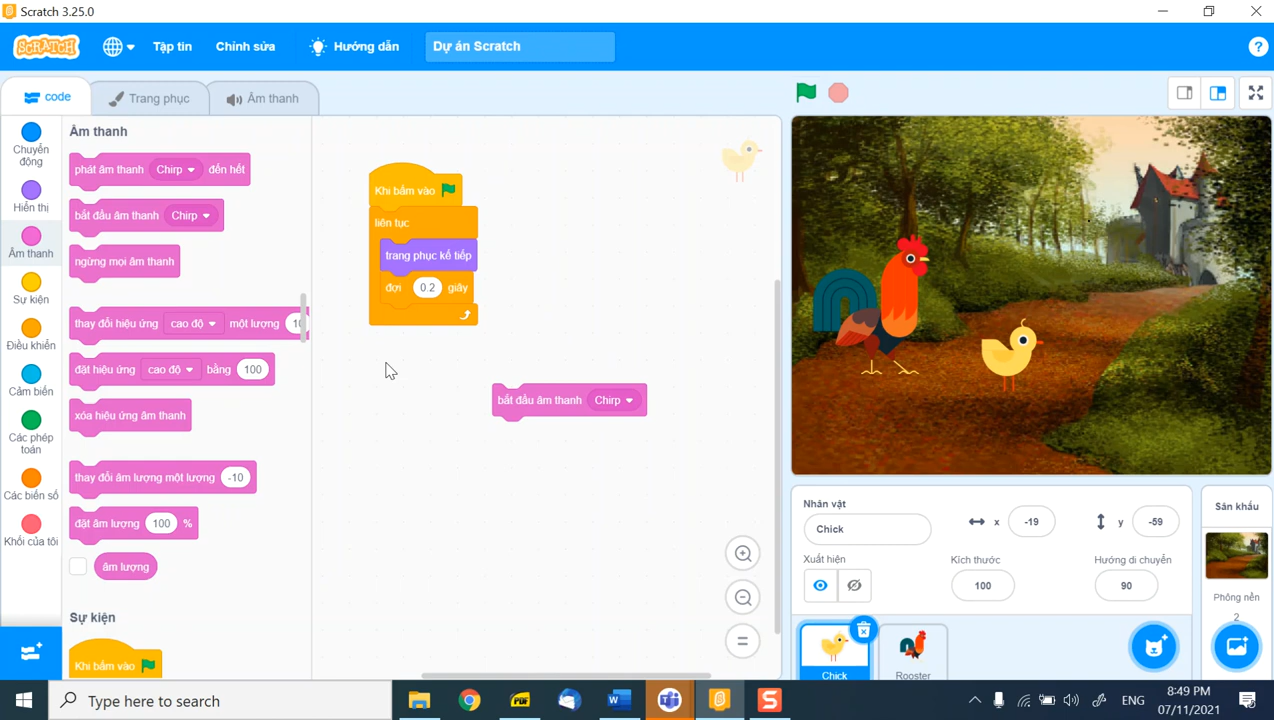 Scratch 3.25.0
SCRATCH
Tập tin
Chỉnh sửa
Hướng dẫn
Dự án Scratch
?
code
Trang phục
Âm thanh
Chuyển động
Hiển thị
Âm thanh
Sự kiện
Điều khiển
Cảm biến
Các phép toán
Các biến số
Khối của tôi
Âm thanh
phát âm thanh Chirp đến hết
bắt đầu âm thanh Chirp
ngừng mọi âm thanh
thay đổi hiệu ứng cao độ một lượng 10
đặt hiệu ứng cao độ bằng 100
xóa hiệu ứng âm thanh
thay đổi âm lượng một lượng -10
đặt âm lượng 100 %
âm lượng
Sự kiện
Khi bấm vào
Khi bấm vào
liên tục
trang phục kế tiếp
đợi 0.2 giây
bắt đầu âm thanh Chirp
Nhân vật
Chick
x -19
y -59
Xuất hiện
Kích thước
100
Hướng di chuyển
90
Chick
Rooster
Sân khấu
Phông nền
2
Type here to search
PDF
ENG
8:49 PM
07/11/2021